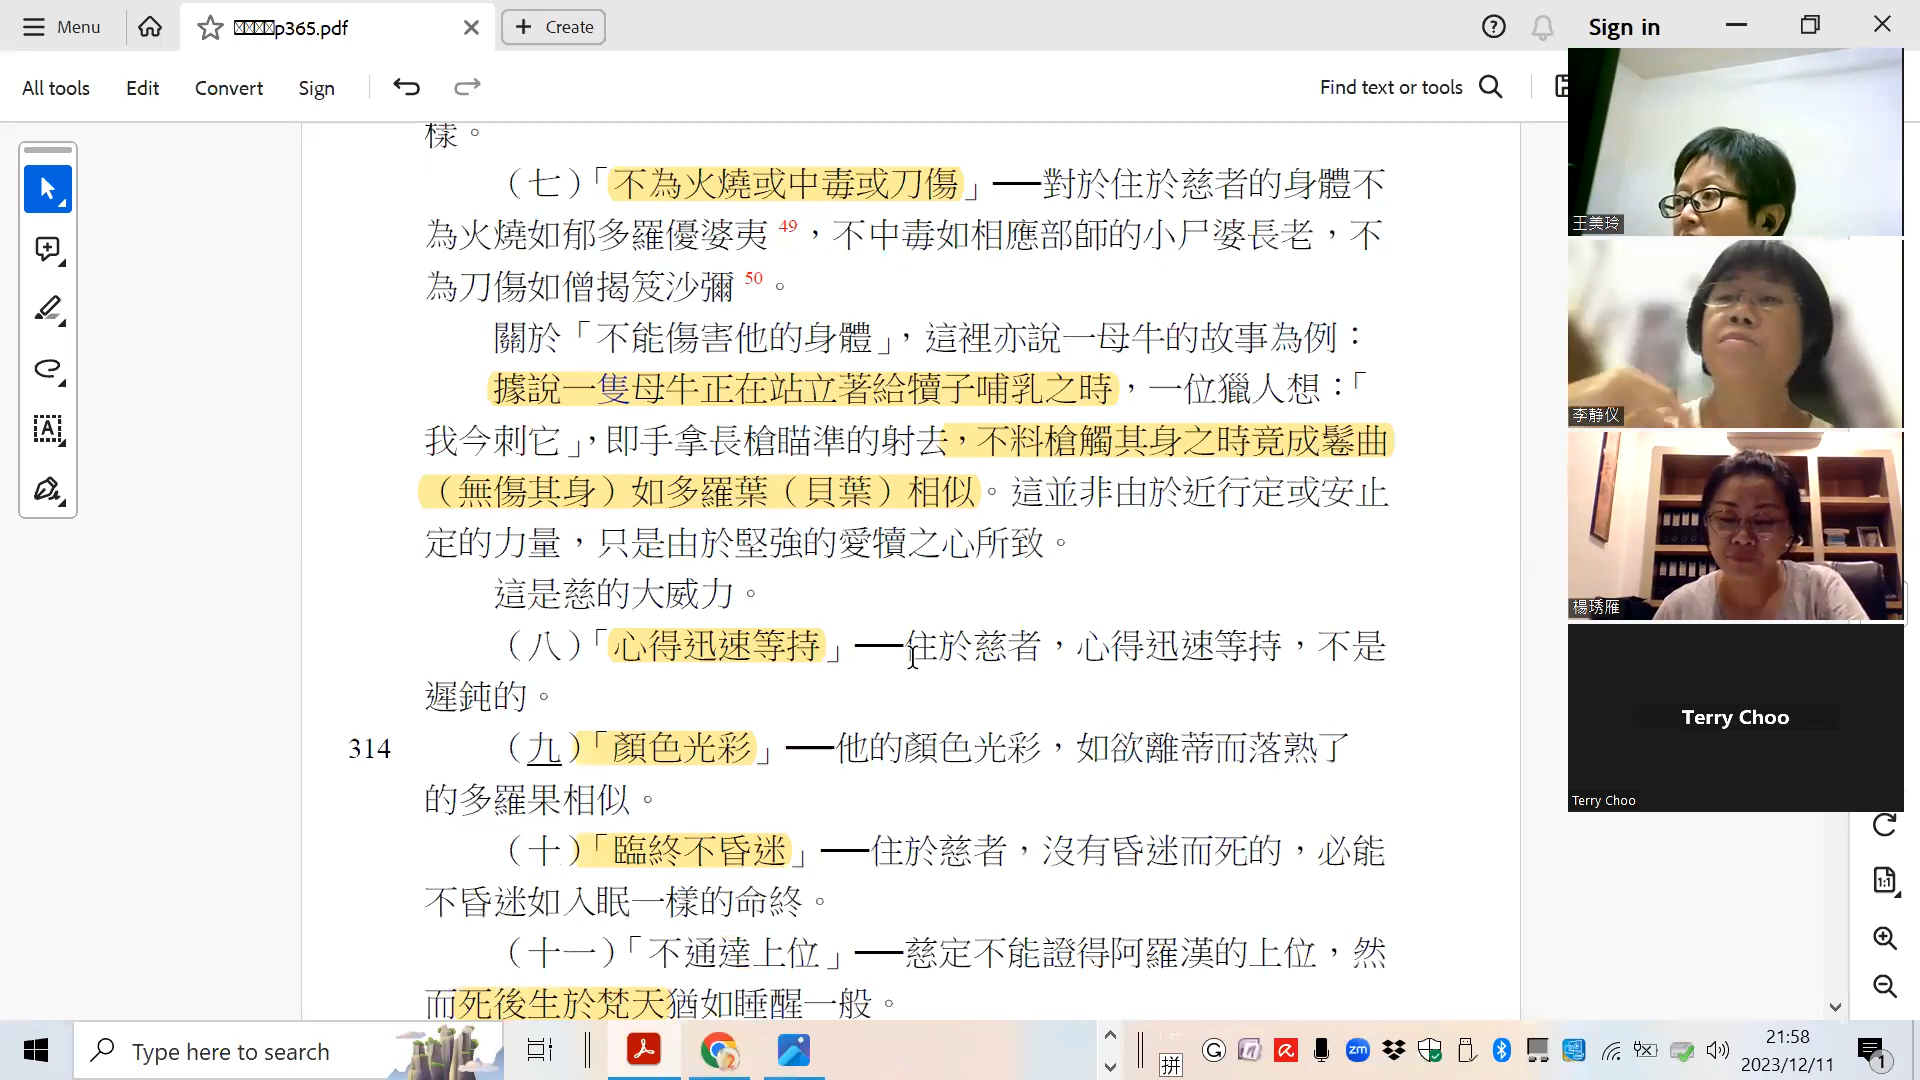 Menu
p365.pdf
Create
Sign in
All tools
Edit
Convert
Sign
Find text or tools
樣。
（七）「不為火燒或中毒或刀傷」──對於住於慈者的身體不
為火燒如郁多羅優婆夷 49，不中毒如相應部師的小尸婆長老，不
為刀傷如僧揭笈沙彌 50。
關於「不能傷害他的身體」，這裡亦說一母牛的故事為例：
據說一隻母牛正在站立著給犢子哺乳之時，一位獵人想：「
我今刺它」，即手拿長槍瞄準的射去，不料槍觸其身之時竟成鬈曲
（無傷其身）如多羅葉（貝葉）相似。這並非由於近行定或安止
定的力量，只是由於堅強的愛犢之心所致。
這是慈的大威力。
（八）「心得迅速等持」──住於慈者，心得迅速等持，不是
遲鈍的。
314
（九）「顏色光彩」──他的顏色光彩，如欲離蒂而落熟了
的多羅果相似。
（十）「臨終不昏迷」──住於慈者，沒有昏迷而死的，必能
不昏迷如入眠一樣的命終。
（十一）「不通達上位」──慈定不能證得阿羅漢的上位，然
而死後生於梵天猶如睡醒一般。
王美玲
李静仪
楊琇雁
Terry Choo
Terry Choo
Type here to search
拼
zm
21:58
2023/12/11
1